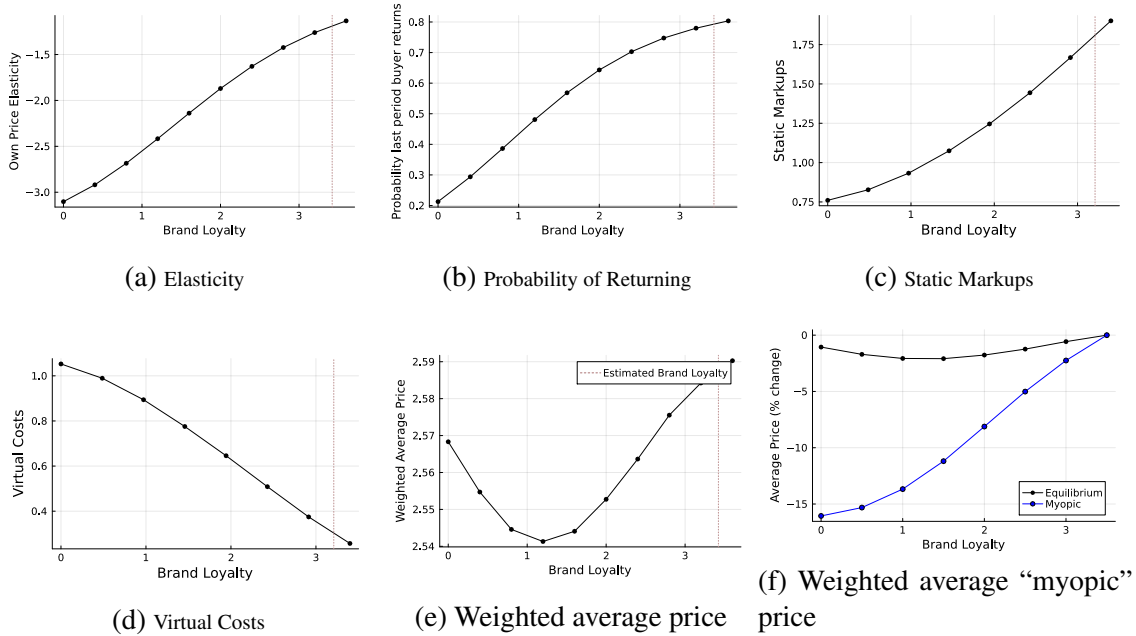 Own Price Elasticity
−1.5
−2.0
−2.5
−3.0
0
1
2
3
Brand Loyalty
(a) Elasticity
Probability last period buyer returns
0.8
0.7
0.6
0.5
0.4
0.3
0.2
0
1
2
3
Brand Loyalty
(b) Probability of Returning
Static Markups
1.75
1.50
1.25
1.00
0.75
0
1
2
3
Brand Loyalty
(c) Static Markups
Virtual Costs
1.0
0.8
0.6
0.4
0
1
2
3
Brand Loyalty
(d) Virtual Costs
Weighted Average Price
2.59
2.58
2.57
2.56
2.55
2.54
Estimated Brand Loyalty
0
1
2
3
Brand Loyalty
(e) Weighted average price
Average Price (% change)
0
−5
−10
−15
Equilibrium
Myopic
0
1
2
3
Brand Loyalty
(f) Weighted average “myopic”
price